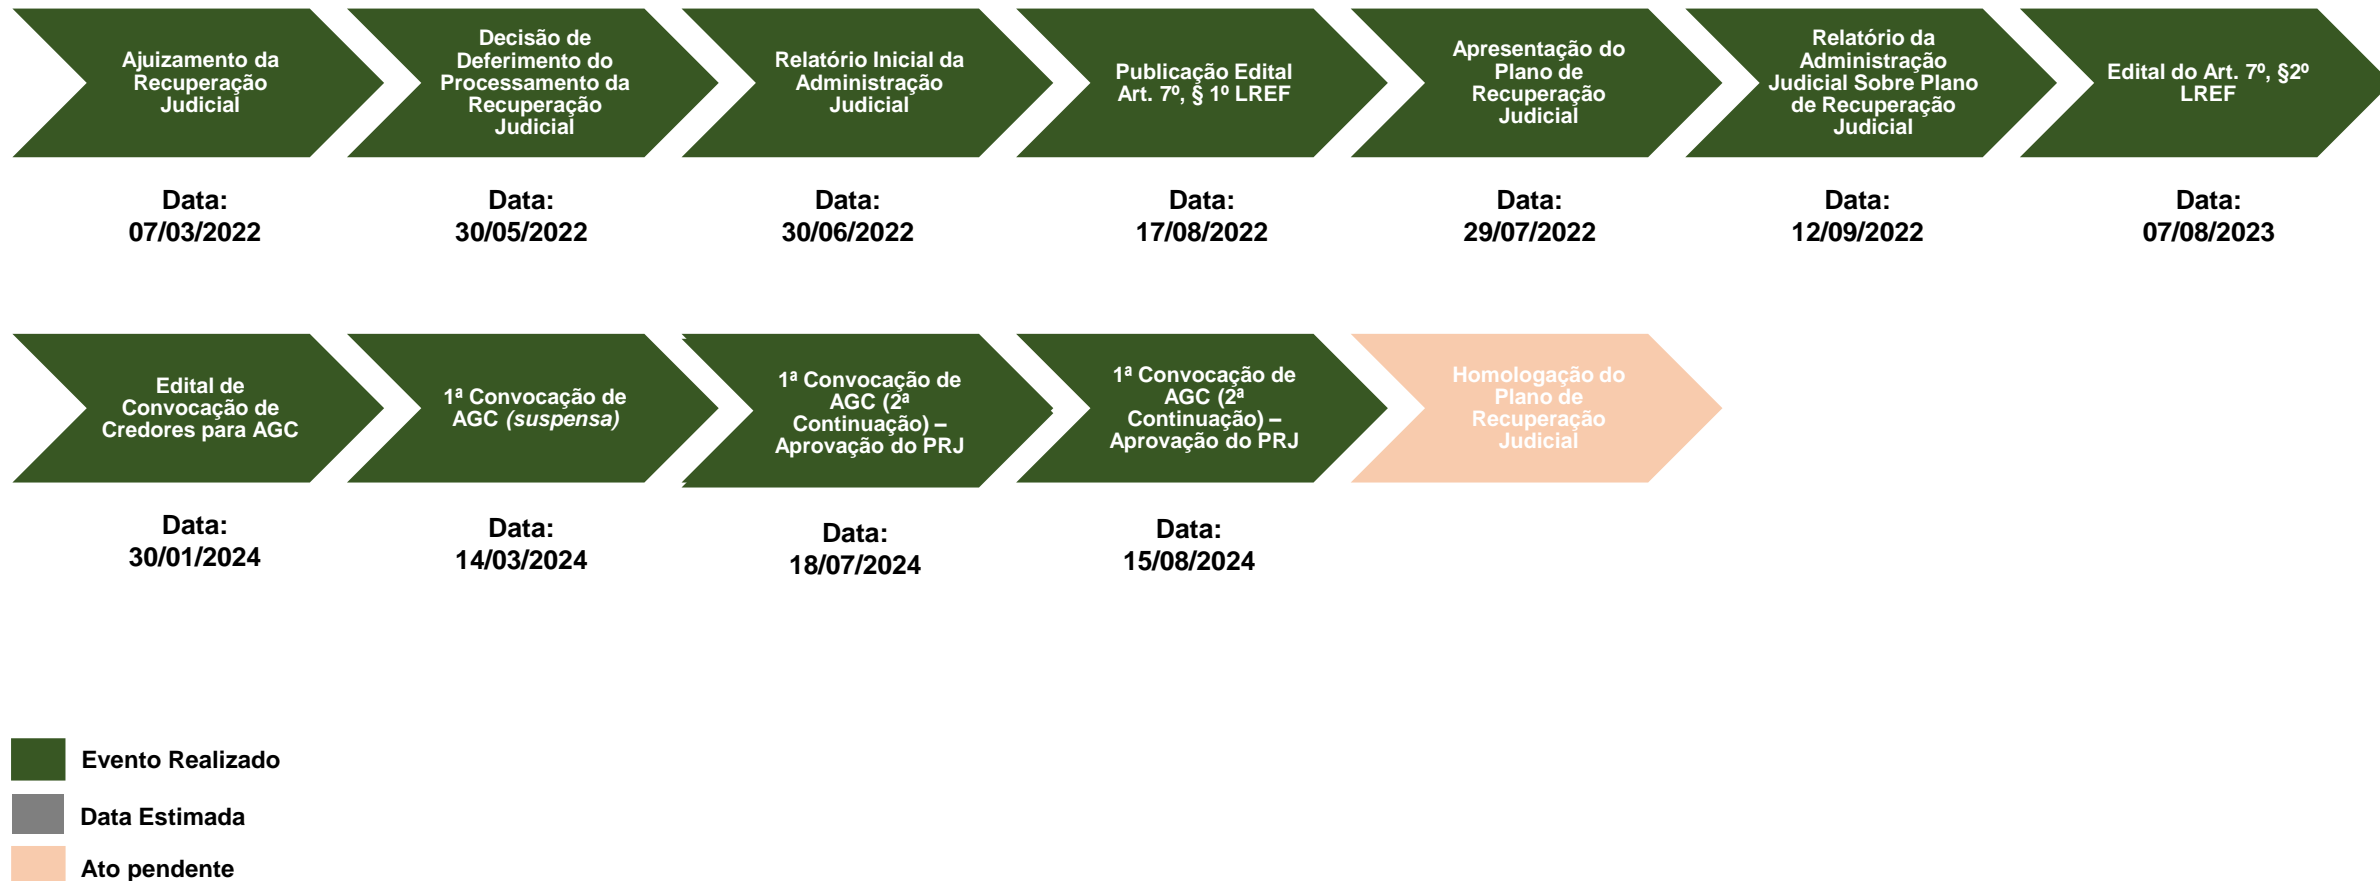 Ajuizamento da
Recuperação
Judicial
Decisão de
Deferimento do
Processamento da
Recuperação
Judicial
Relatório Inicial da
Administração
Judicial
Publicação Edital
Art. 7º, § 1º LREF
Apresentação do
Plano de
Recuperação
Judicial
Relatório da
Administração
Judicial Sobre Plano
de Recuperação
Judicial
Edital do Art. 7º, §2º
LREF
Data:
07/03/2022
Data:
30/05/2022
Data:
30/06/2022
Data:
17/08/2022
Data:
29/07/2022
Data:
12/09/2022
Data:
07/08/2023
Edital de
Convocação de
Credores para AGC
1ª Convocação de
AGC (suspensa)
1ª Convocação de
AGC (2ª
Continuação) –
Aprovação do PRJ
1ª Convocação de
AGC (2ª
Continuação) –
Aprovação do PRJ
Homologação do
Plano de
Recuperação
Judicial
Data:
30/01/2024
Data:
14/03/2024
Data:
18/07/2024
Data:
15/08/2024
Evento Realizado
Data Estimada
Ato pendente